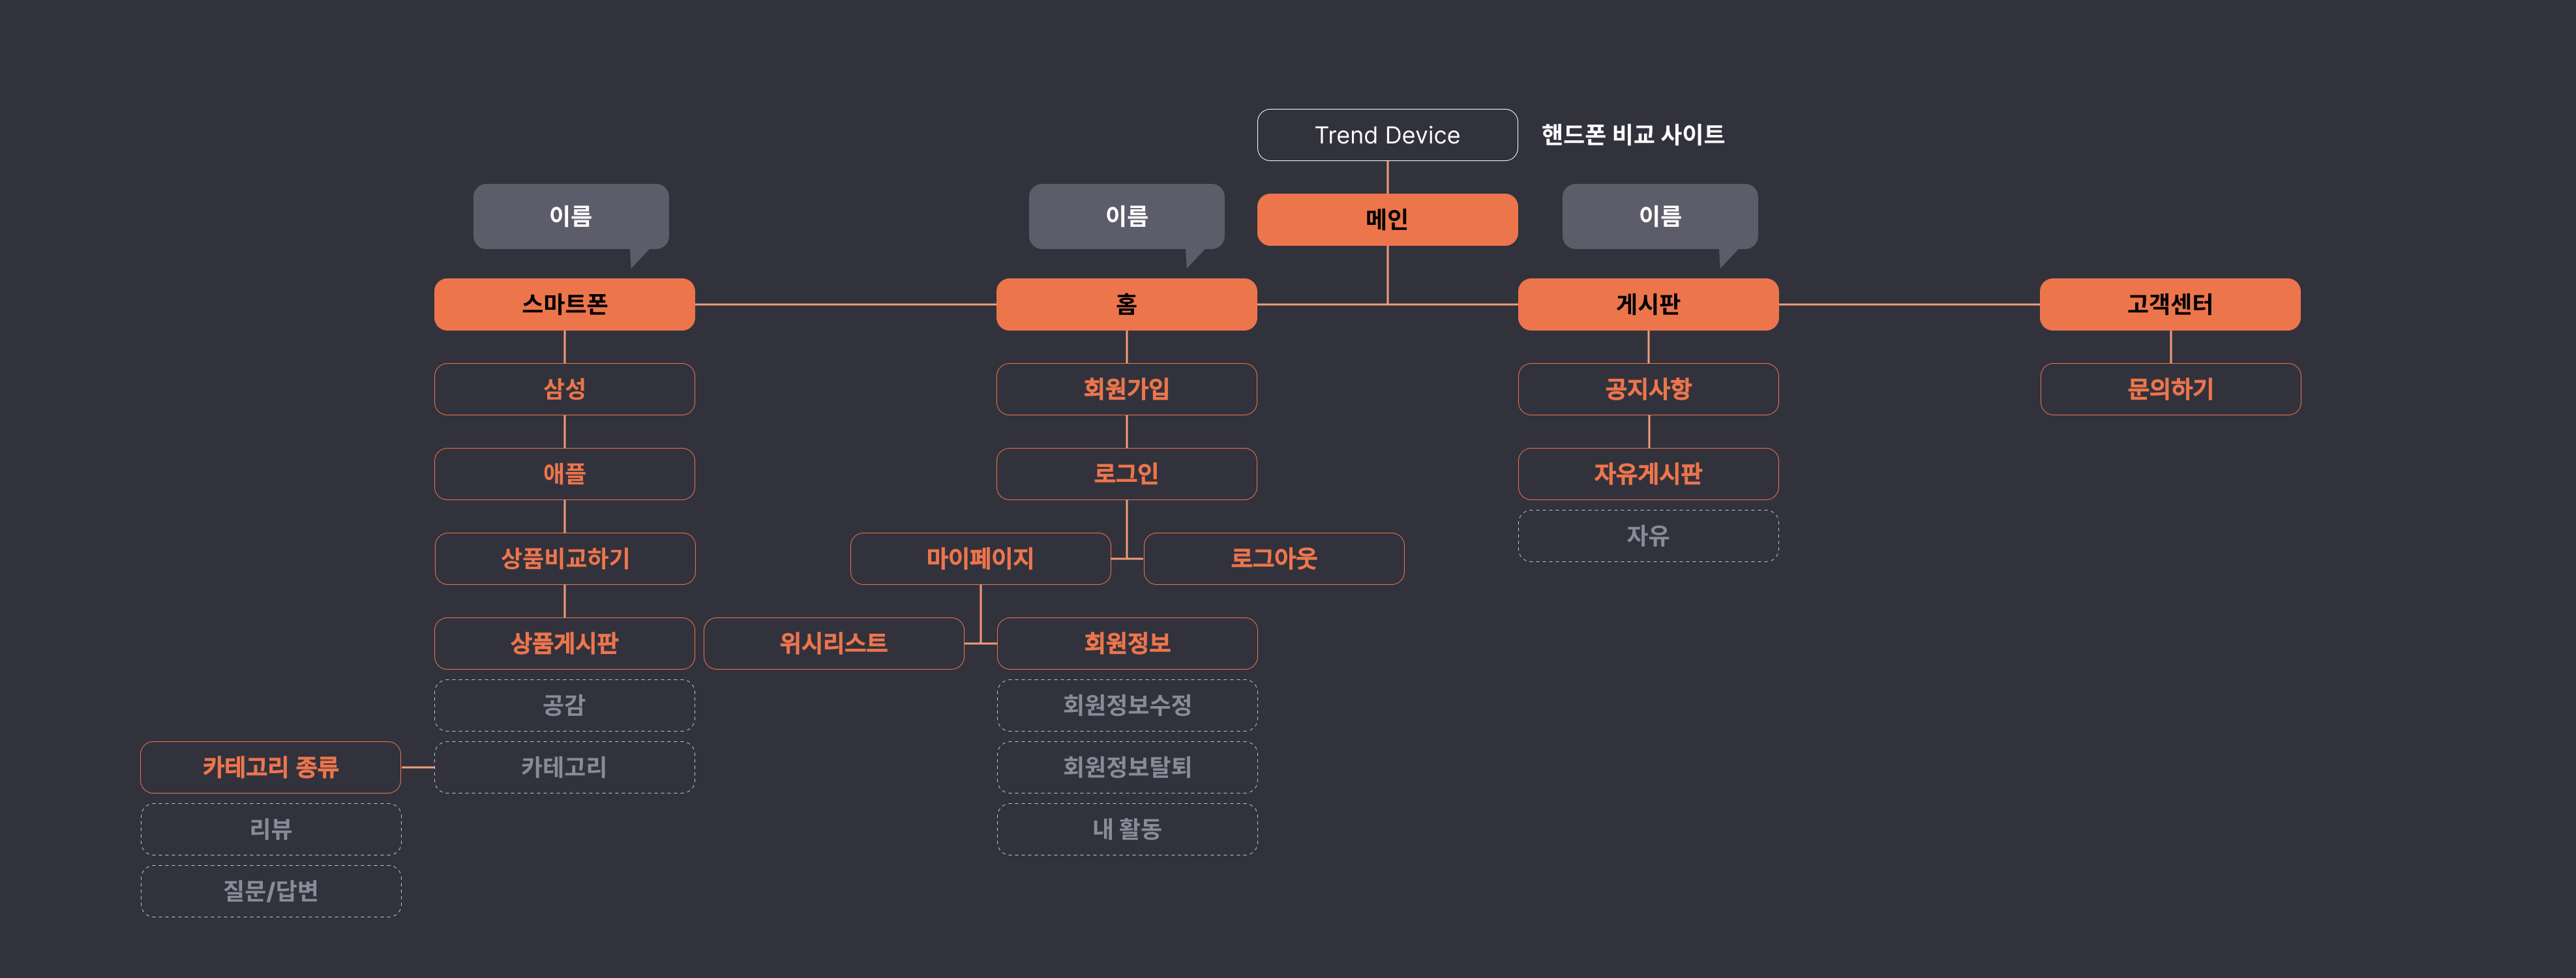 Trend Device
핸드폰 비교 사이트
이름
이름
메인
이름
스마트폰
홈
게시판
고객센터
삼성
회원가입
공지사항
문의하기
애플
로그인
자유게시판
자유
상품비교하기
마이페이지
로그아웃
상품게시판
위시리스트
회원정보
공감
회원정보수정
카테고리 종류
카테고리
회원정보탈퇴
리뷰
내 활동
질문/답변